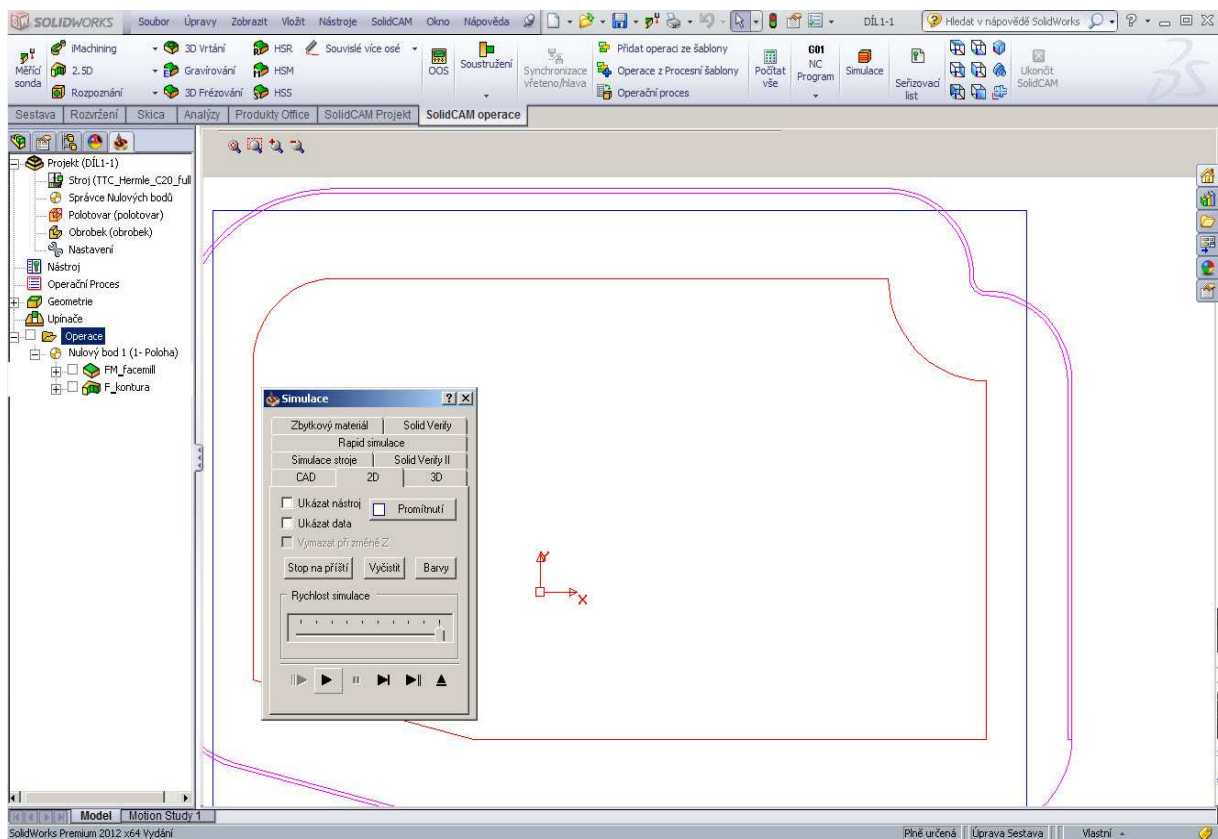 SOLIDWORKS Soubor Úpravy Zobrazit Vložit Nástroje SolidCAM Okno Nápověda DÍL1-1 Hledat v nápovědě SolidWorks
iMachining 3D Vrtání HSR Souvislé více osé Přidat operaci ze šablony
Měřící sonda 2.5D Gravírování HSM OOS Soustružení Synchronizace vřeteno/hlava Operace z Procesní šablony Počítat vše G01 NC Program Simulace Seřizovací list Ukončit SolidCAM
Rozpoznání 3D Frézování HSS Operační proces
Sestava Rozvržení Skica Analýzy Produkty Office SolidCAM Projekt SolidCAM operace
Projekt (DÍL1-1)
Stroj (TTC_Hermle_C20_full
Správce Nulových bodů
Polotovar (polotovar)
Obrobek (obrobek)
Nastavení
Nástroj
Operační Proces
Geometrie
Upínače
Operace
Nulový bod 1 (1- Poloha)
FM_facemill
F_kontura
Simulace
Zbytkový materiál Solid Verify
Rapid simulace
Simulace stroje Solid Verify II
CAD 2D 3D
Ukázat nástroj Promítnutí
Ukázat data
Vymazat při změně Z
Stop na příští Vyčistit Barvy
Rychlost simulace
Y
X
Model Motion Study 1
SolidWorks Premium 2012 x64 Vydání Plně určená Úprava Sestava Vlastní